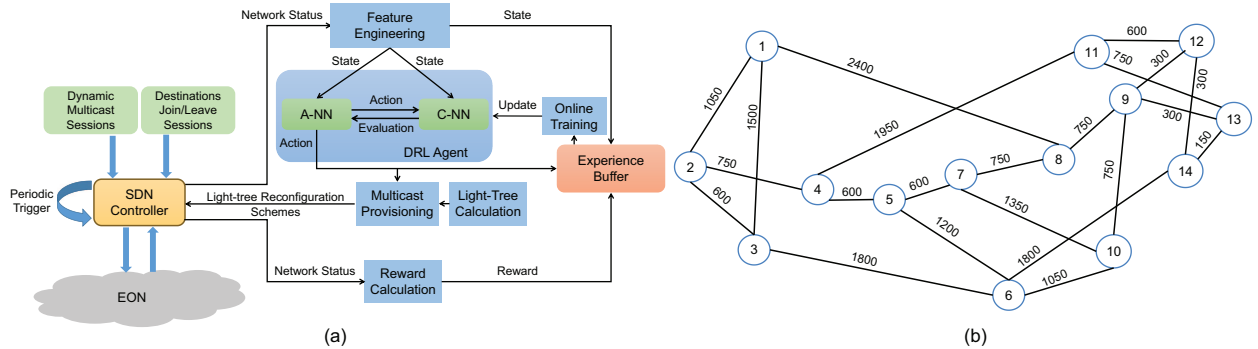 Network Status
Feature
Engineering
State
State
State
Dynamic
Multicast
Sessions
Destinations
Join/Leave
Sessions
A-NN
Action
Evaluation
C-NN
Update
Online
Training
Action
DRL Agent
Experience
Buffer
Periodic
Trigger
SDN
Controller
Light-tree Reconfiguration
Schemes
Multicast
Provisioning
Light-Tree
Calculation
Network Status
Reward
Calculation
Reward
EON
(a)
1
2
3
4
5
6
7
8
9
10
11
12
13
14
1050
1500
2400
750
600
1950
600
600
750
1200
1350
1800
1050
1800
750
750
300
300
600
750
300
150
(b)